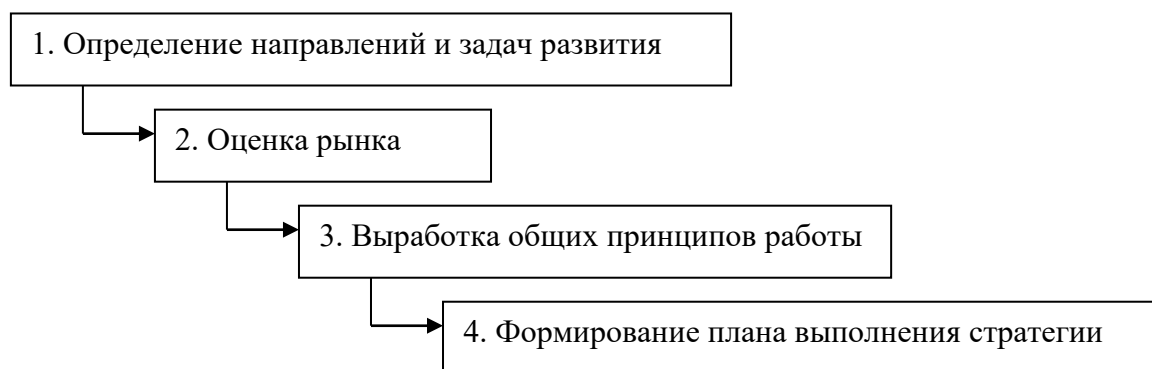 1. Определение направлений и задач развития
2. Оценка рынка
3. Выработка общих принципов работы
4. Формирование плана выполнения стратегии